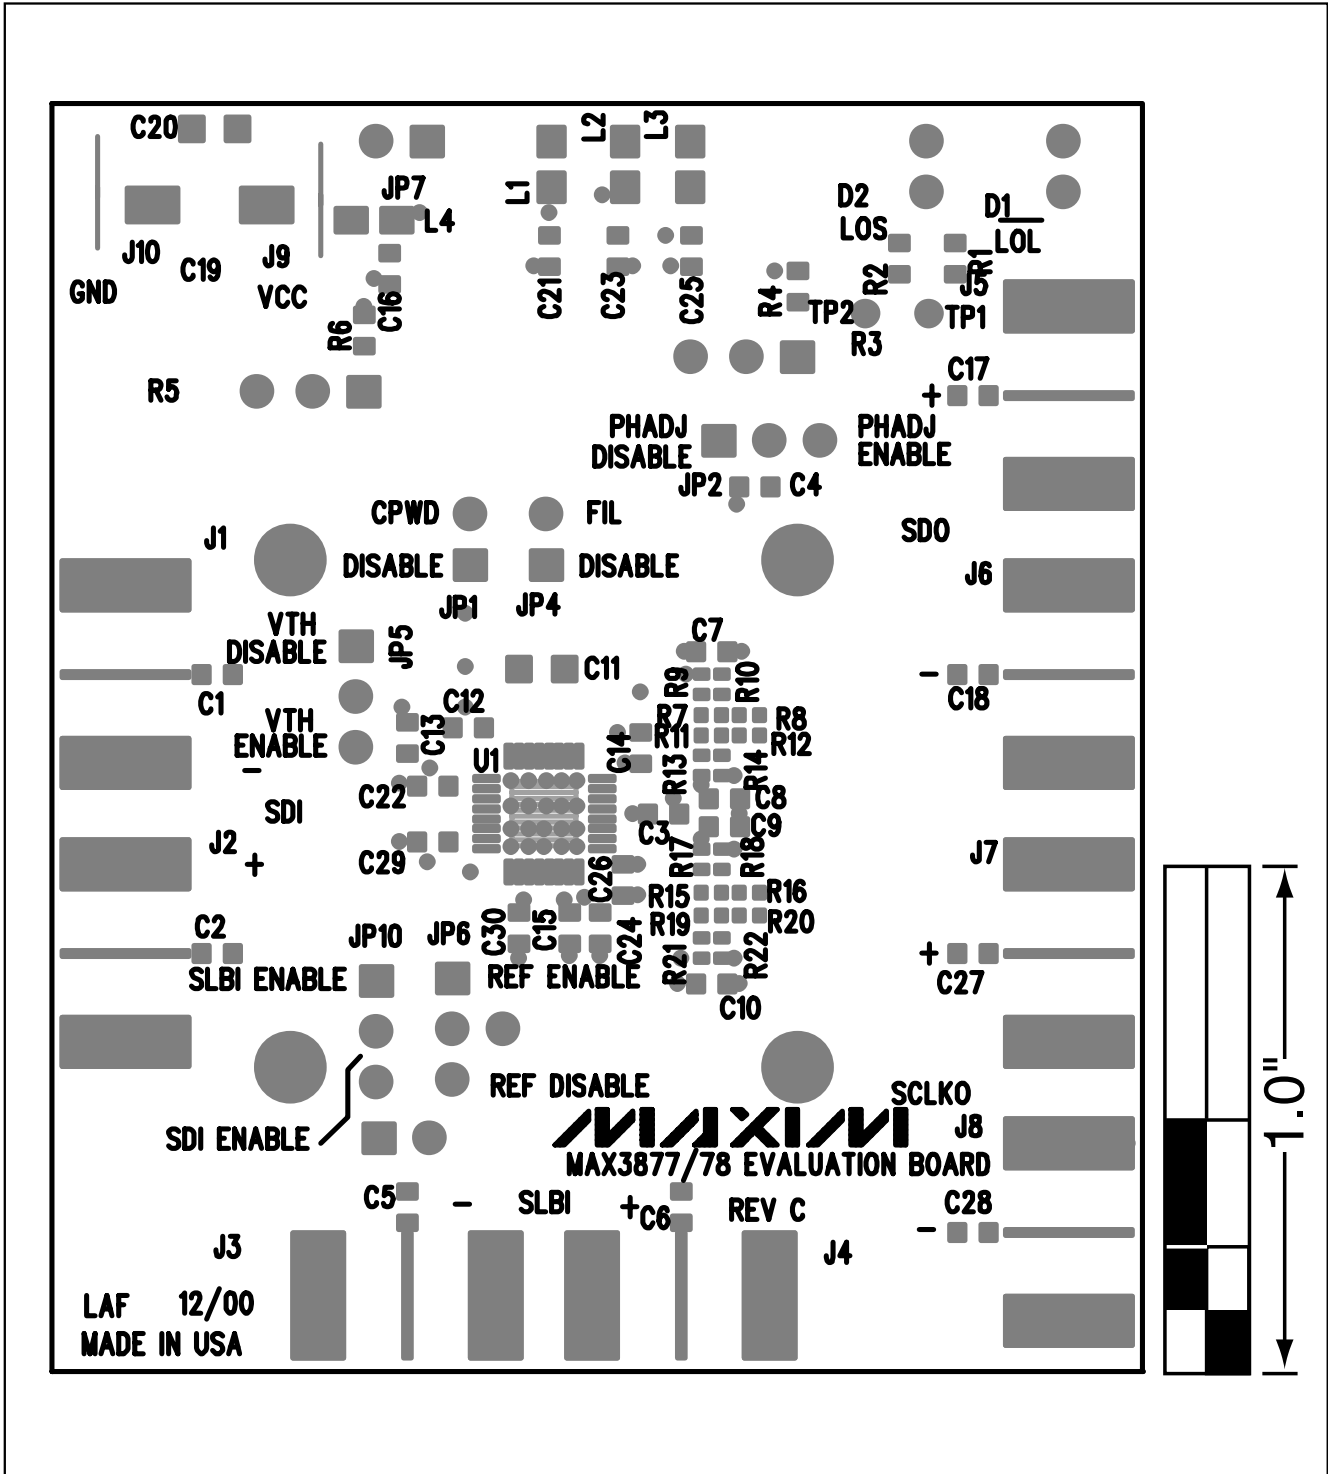 C20
L2
L3
JP7
L1
D2
D1
L4
LOS
LOL
J10
J9
C19
R1
R2
J5
GND
VCC
C16
C21
C23
C25
R4
TP2
TP1
R6
R3
C17
R5
+
PHADJ
DISABLE
PHADJ
ENABLE
JP2
C4
CPWD
FIL
SDO
J1
DISABLE
DISABLE
J6
JP1
JP4
VTH
DISABLE
JP5
C7
C11
R9
R10
-
C1
C12
C18
VTH
ENABLE
C13
R7
R8
R11
R12
-
U1
C14
R13
R14
C22
C8
SDI
C3
C9
J2
+
C29
R17
R18
J7
C26
R15
R16
C2
JP10
JP6
C30
C15
C24
R19
R20
+
SLBI ENABLE
REF ENABLE
R21
R22
C27
C10
REF DISABLE
SCLKO
SDI ENABLE
MAXIM
J8
MAX3877/78 EVALUATION BOARD
C5
-
SLBI
+
C6
REV C
C28
-
J3
J4
LAF 12/00
MADE IN USA
1.0"